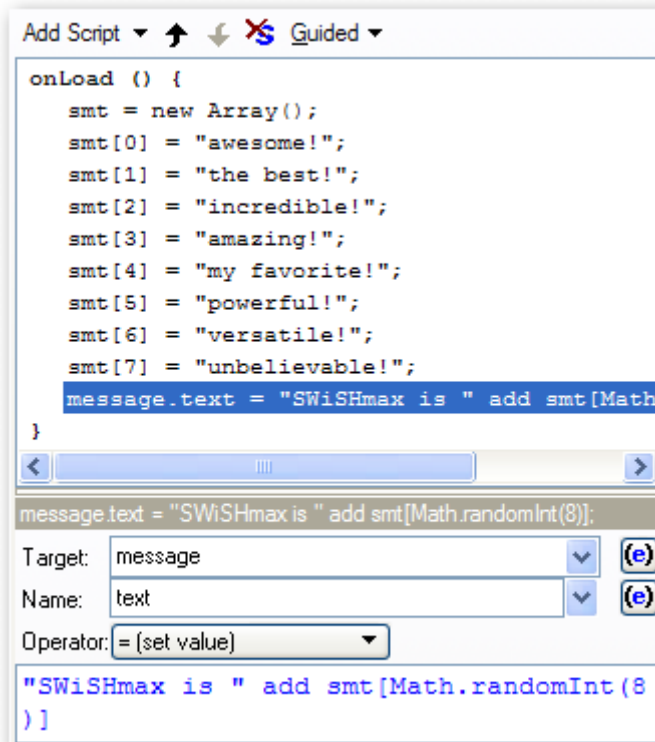 Add Script Guided
onLoad () {
smt = new Array();
smt[0] = "awesome!";
smt[1] = "the best!";
smt[2] = "incredible!";
smt[3] = "amazing!";
smt[4] = "my favorite!";
smt[5] = "powerful!";
smt[6] = "versatile!";
smt[7] = "unbelievable!";
message.text = "SWiSHmax is " add smt[Math
}
message.text = "SWiSHmax is " add smt[Math.randomInt(8)];
Target: message (e)
Name: text (e)
Operator: = (set value)
"SWiSHmax is " add smt[Math.randomInt(8
)]